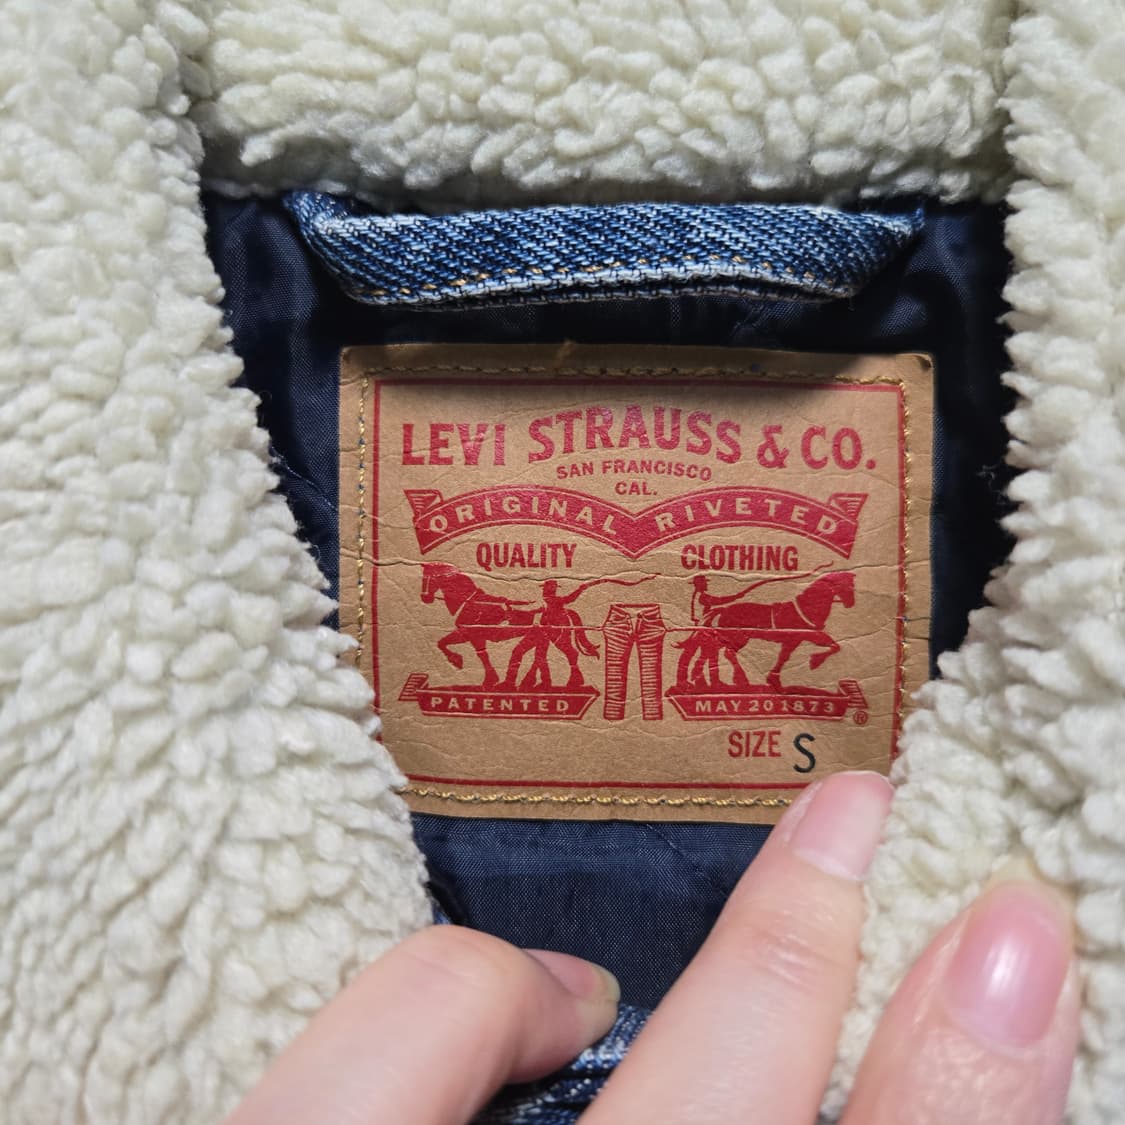 LEVI STRAUSS & CO.
SAN FRANCISCO
CAL.
ORIGINAL RIVETED
QUALITY CLOTHING
PATENTED MAY 20 1873 ®
SIZE S